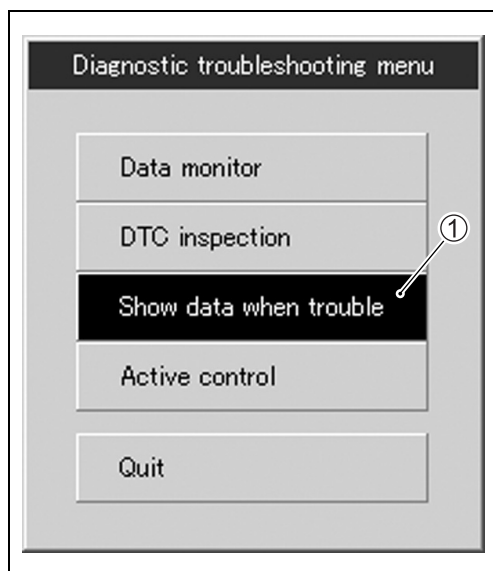 Diagnostic troubleshooting menu
Data monitor
DTC inspection
①
Show data when trouble
Active control
Quit